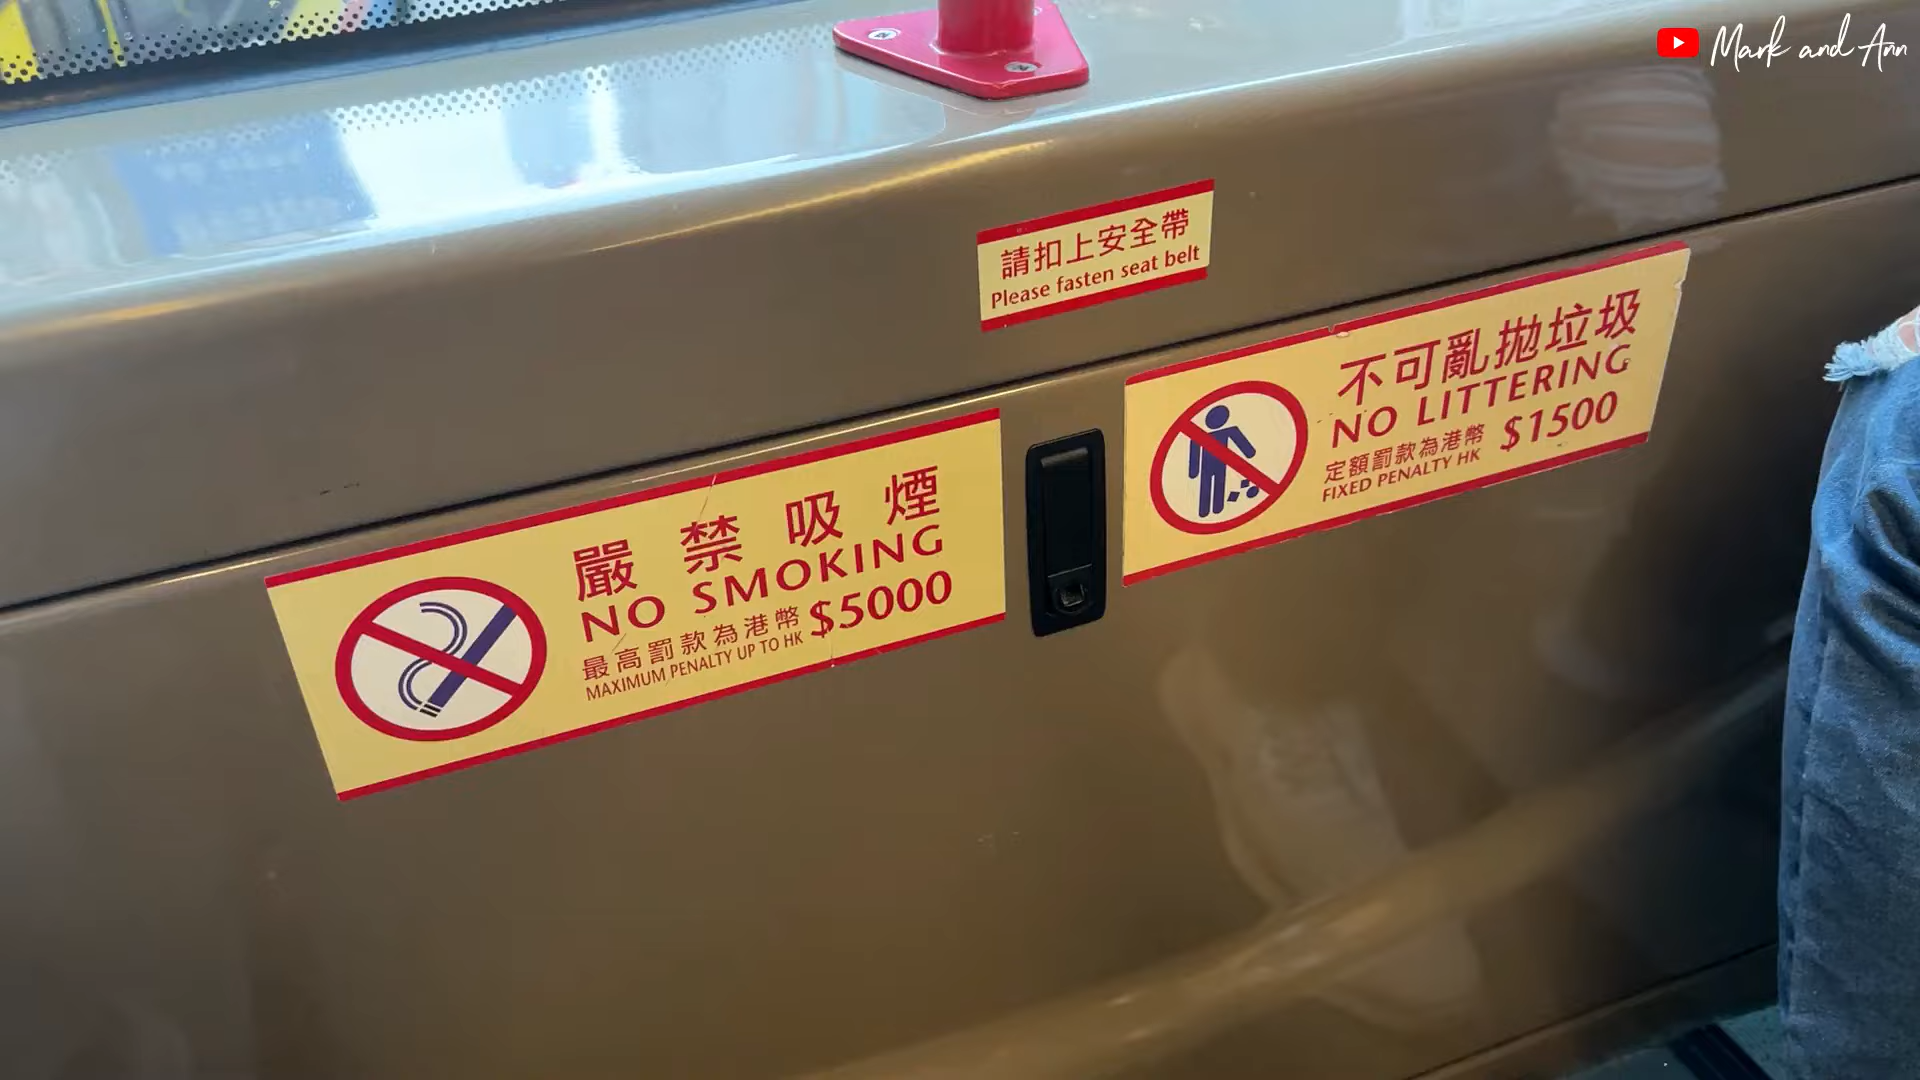 Mark and Ann
請扣上安全帶
Please fasten seat belt
不可亂拋垃圾
NO LITTERING
定額罰款為港幣
FIXED PENALTY HK $1500
嚴禁吸煙
NO SMOKING
最高罰款為港幣
MAXIMUM PENALTY UP TO HK $5000